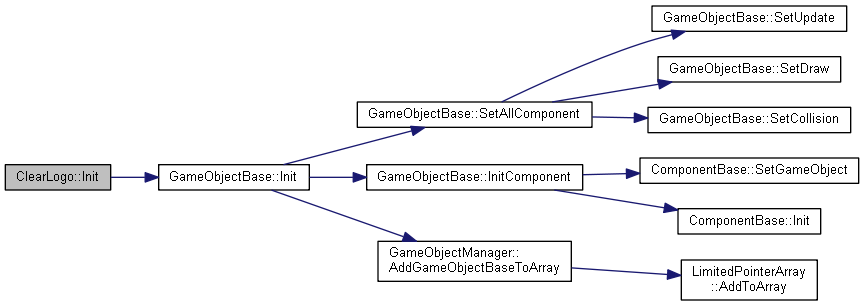 GameObjectBase::SetUpdate
GameObjectBase::SetDraw
GameObjectBase::SetAllComponent
GameObjectBase::SetCollision
ClearLogo::Init
GameObjectBase::Init
GameObjectBase::InitComponent
ComponentBase::SetGameObject
ComponentBase::Init
GameObjectManager::
AddGameObjectBaseToArray
LimitedPointerArray
::AddToArray